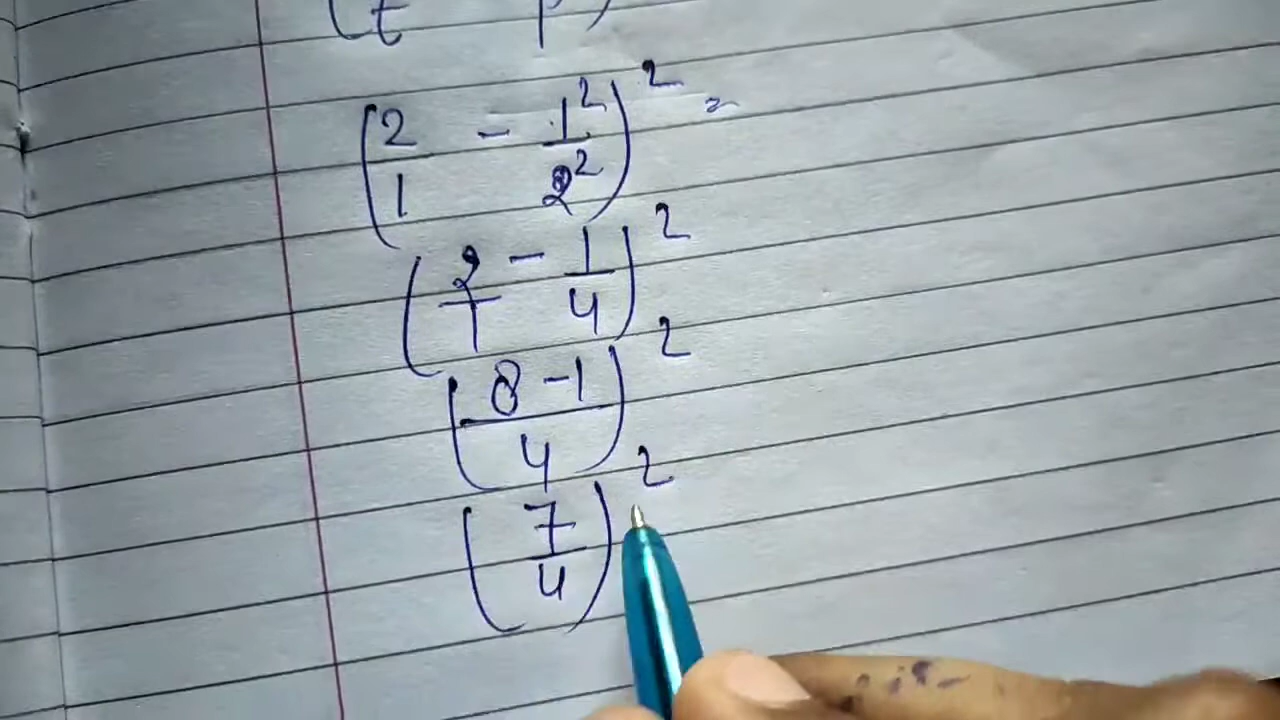 (t p)
(2/1 - 1²/2²)² =
(2/1 - 1/4)²
((8-1)/4)²
(7/4)²